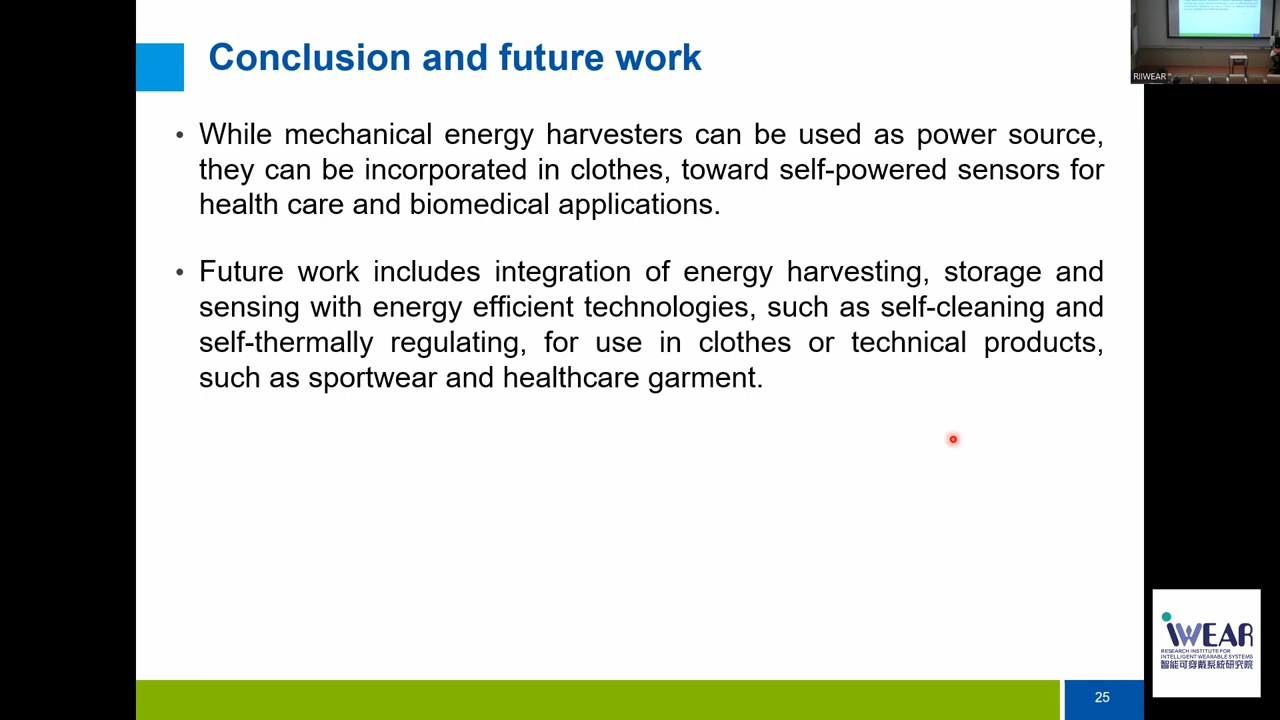 Conclusion and future work
RIIWEAR
• While mechanical energy harvesters can be used as power source,
they can be incorporated in clothes, toward self-powered sensors for
health care and biomedical applications.
• Future work includes integration of energy harvesting, storage and
sensing with energy efficient technologies, such as self-cleaning and
self-thermally regulating, for use in clothes or technical products,
such as sportwear and healthcare garment.
iWEAR
RESEARCH INSTITUTE FOR
INTELLIGENT WEARABLE SYSTEMS
智能可穿戴系統研究院
25